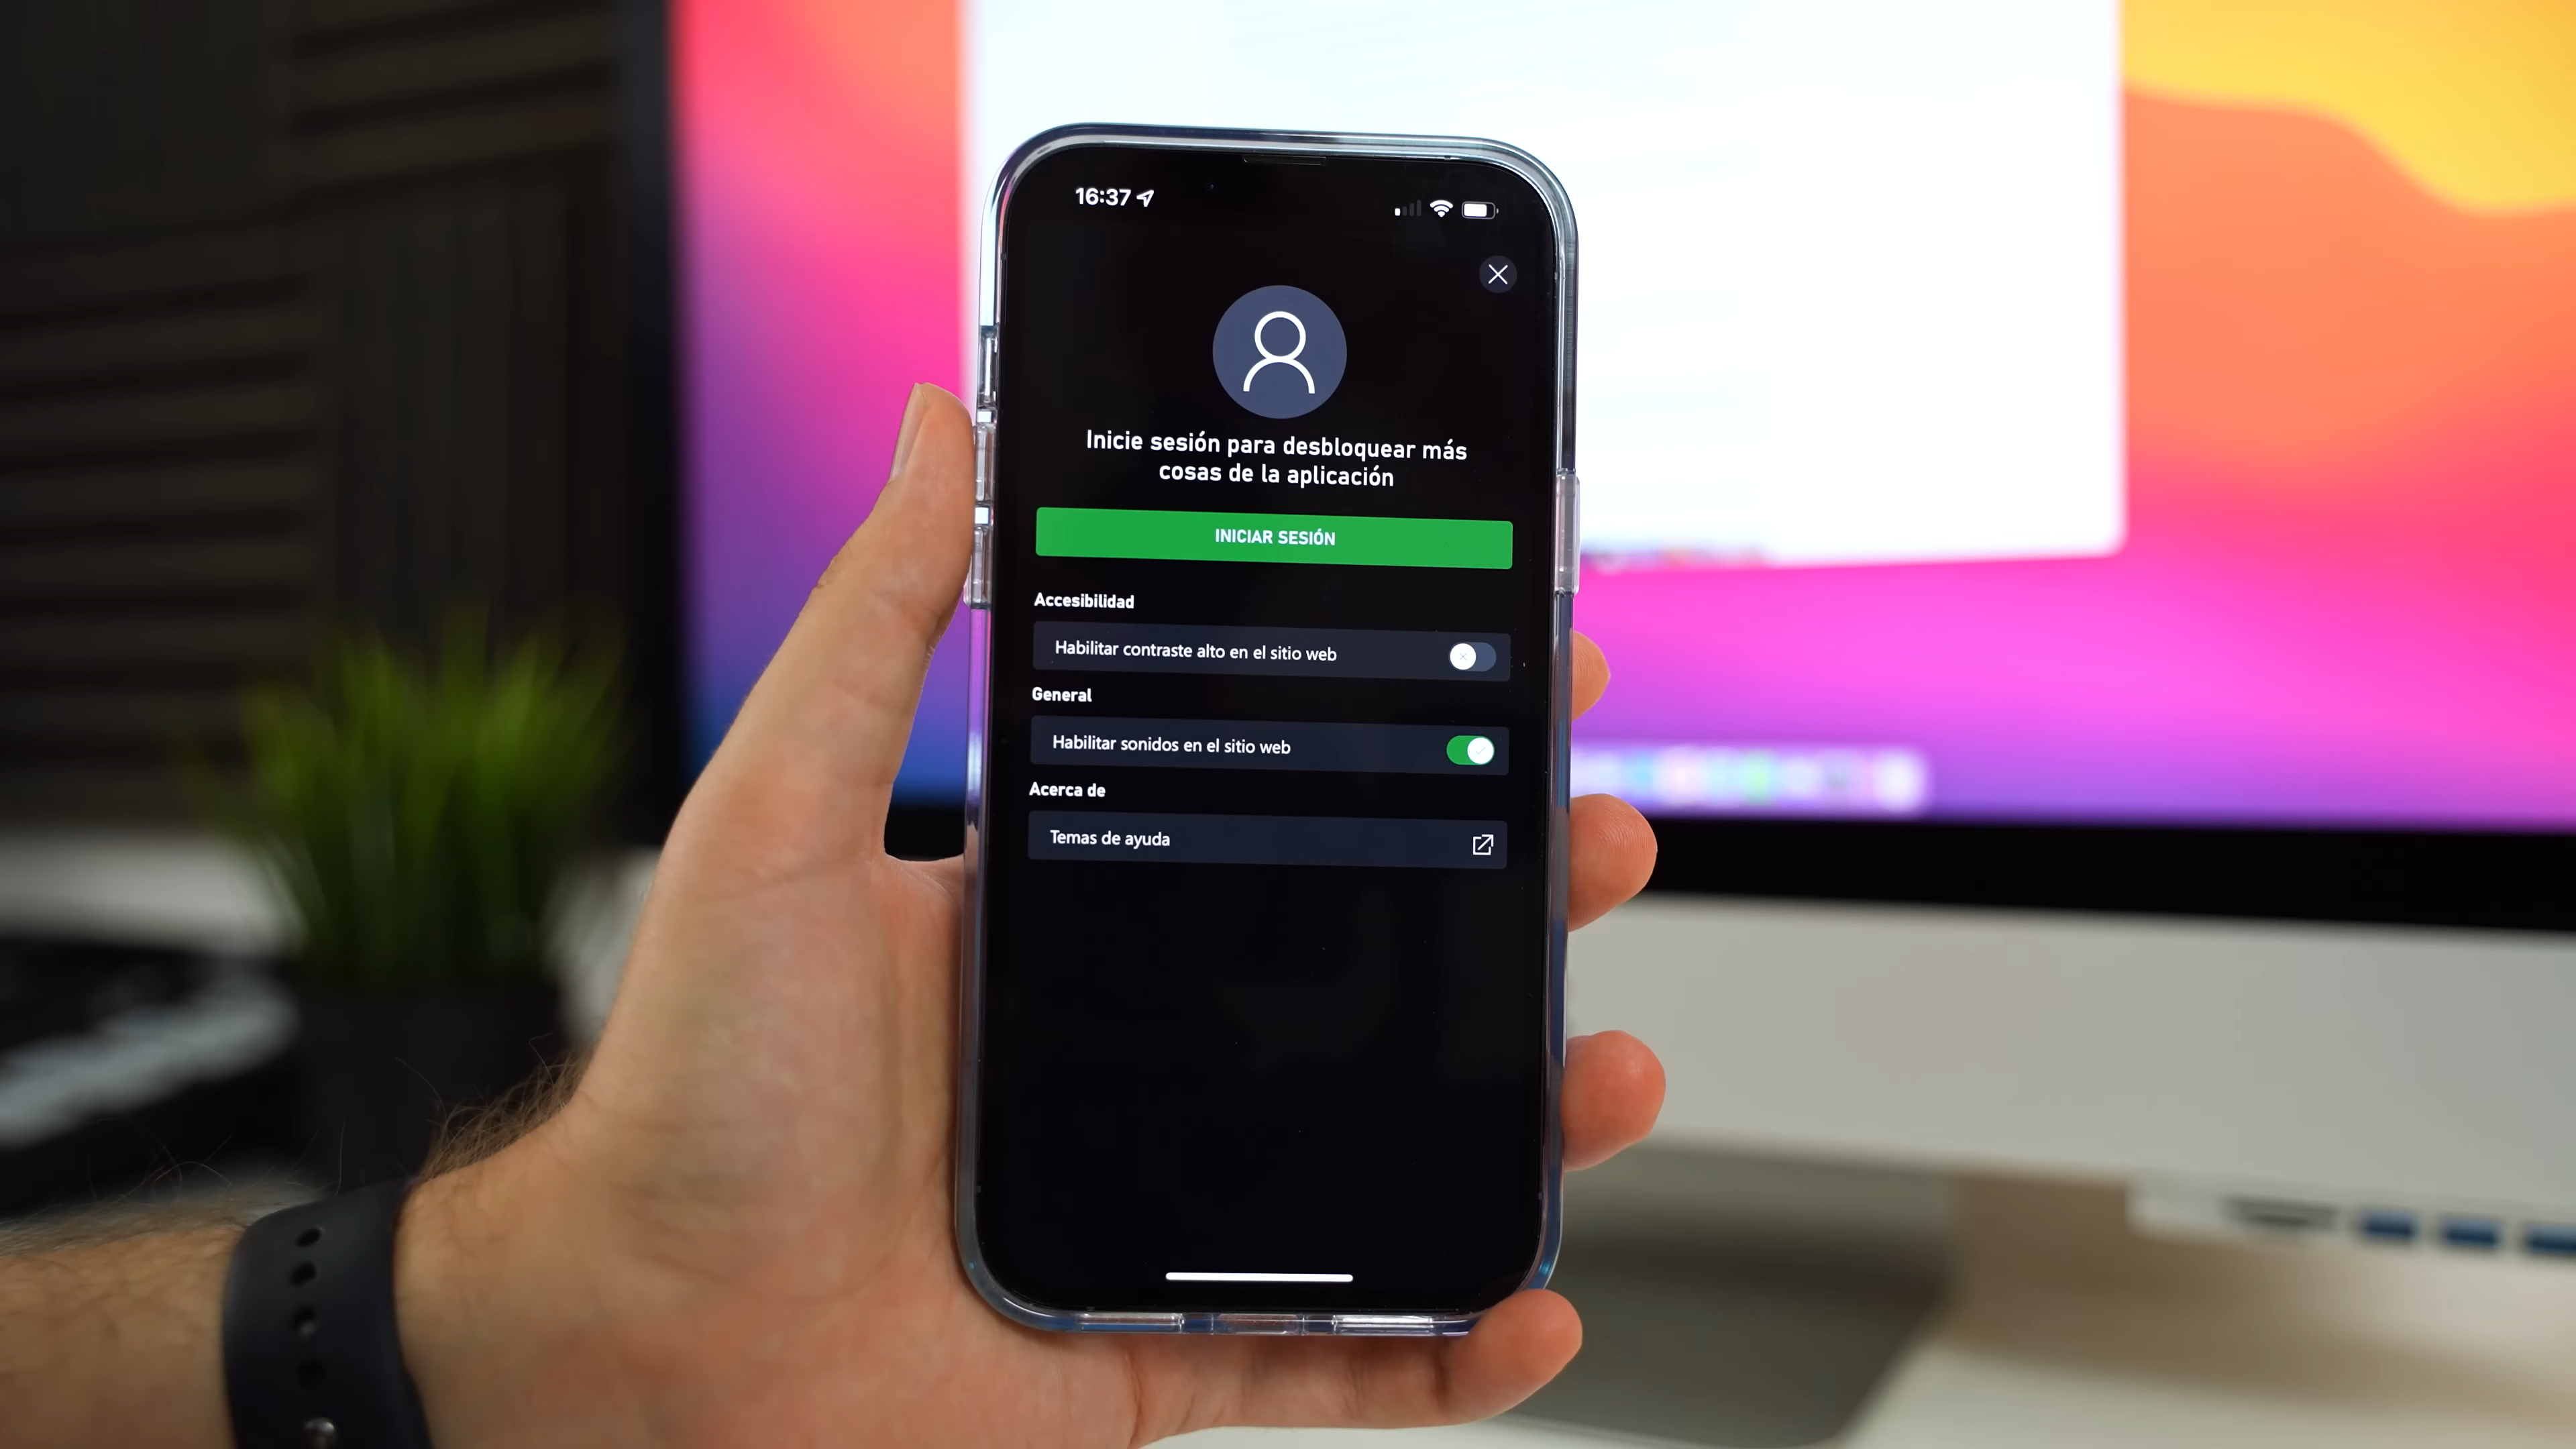 16:37
Inicie sesión para desbloquear más
cosas de la aplicación
INICIAR SESIÓN
Accesibilidad
Habilitar contraste alto en el sitio web
General
Habilitar sonidos en el sitio web
Acerca de
Temas de ayuda